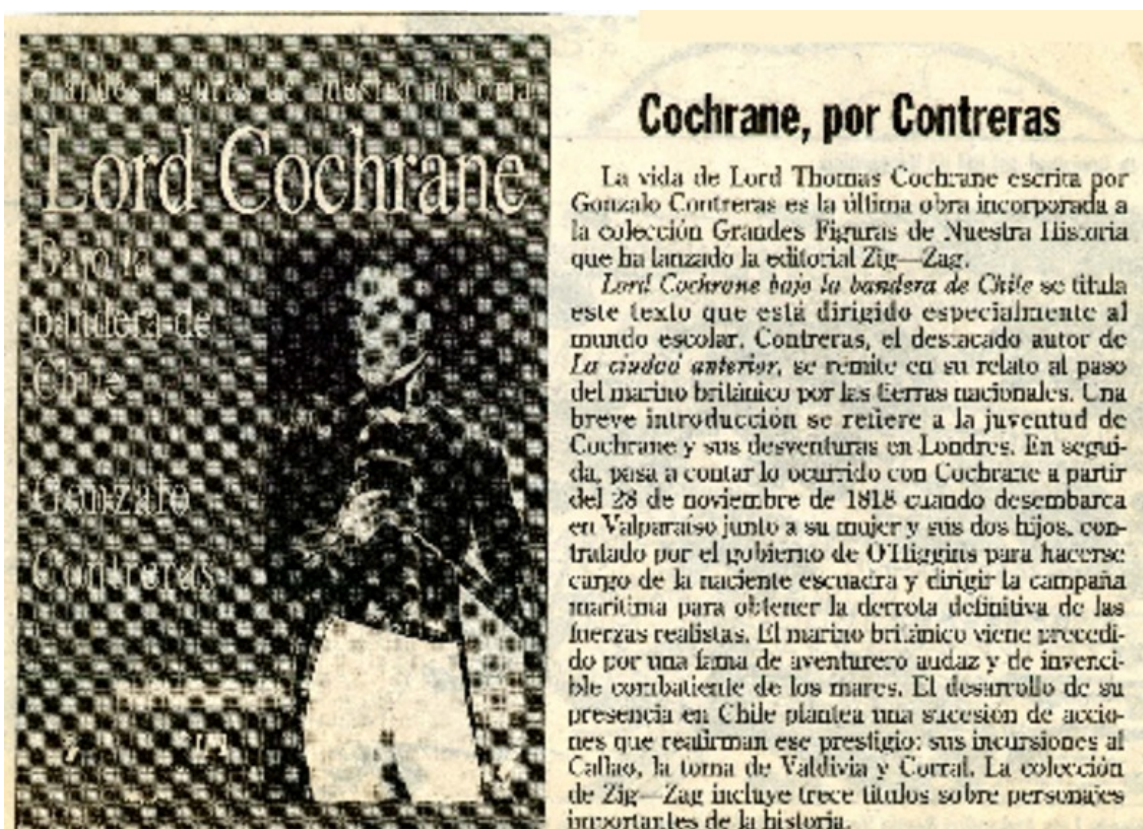 Grandes Figuras de nuestra historia
Lord Cochrane
Bajo la
bandera de
Chile
Gonzalo
Contreras
Cochrane, por Contreras
La vida de Lord Thomas Cochrane escrita por
Gonzalo Contreras es la última obra incorporada a
la colección Grandes Figuras de Nuestra Historia
que ha lanzado la editorial Zig—Zag.
Lord Cochrane bajo la bandera de Chile se titula
este texto que está dirigido especialmente al
mundo escolar. Contreras, el destacado autor de
La ciudad anterior, se remite en su relato al paso
del marino británico por las tierras nacionales. Una
breve introducción se refiere a la juventud de
Cochrane y sus desventuras en Londres. En segui-
da, pasa a contar lo ocurrido con Cochrane a partir
del 28 de noviembre de 1818 cuando desembarca
en Valparaíso junto a su mujer y sus dos hijos, con-
tratado por el gobierno de O'Higgins para hacerse
cargo de la naciente escuadra y dirigir la campaña
marítima para obtener la derrota definitiva de las
fuerzas realistas. El marino británico viene precedi-
do por una fama de aventurero audaz y de invenci-
ble combatiente de los mares. El desarrollo de su
presencia en Chile plantea una sucesión de accio-
nes que reafirman ese prestigio: sus incursiones al
Callao, la toma de Valdivia y Corral. La colección
de Zig—Zag incluye trece títulos sobre personajes
importantes de la historia.